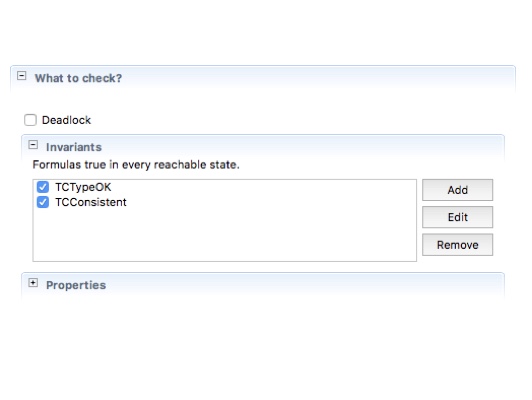 What to check?
Deadlock
Invariants
Formulas true in every reachable state.
TCTypeOK
TCConsistent
Add
Edit
Remove
Properties